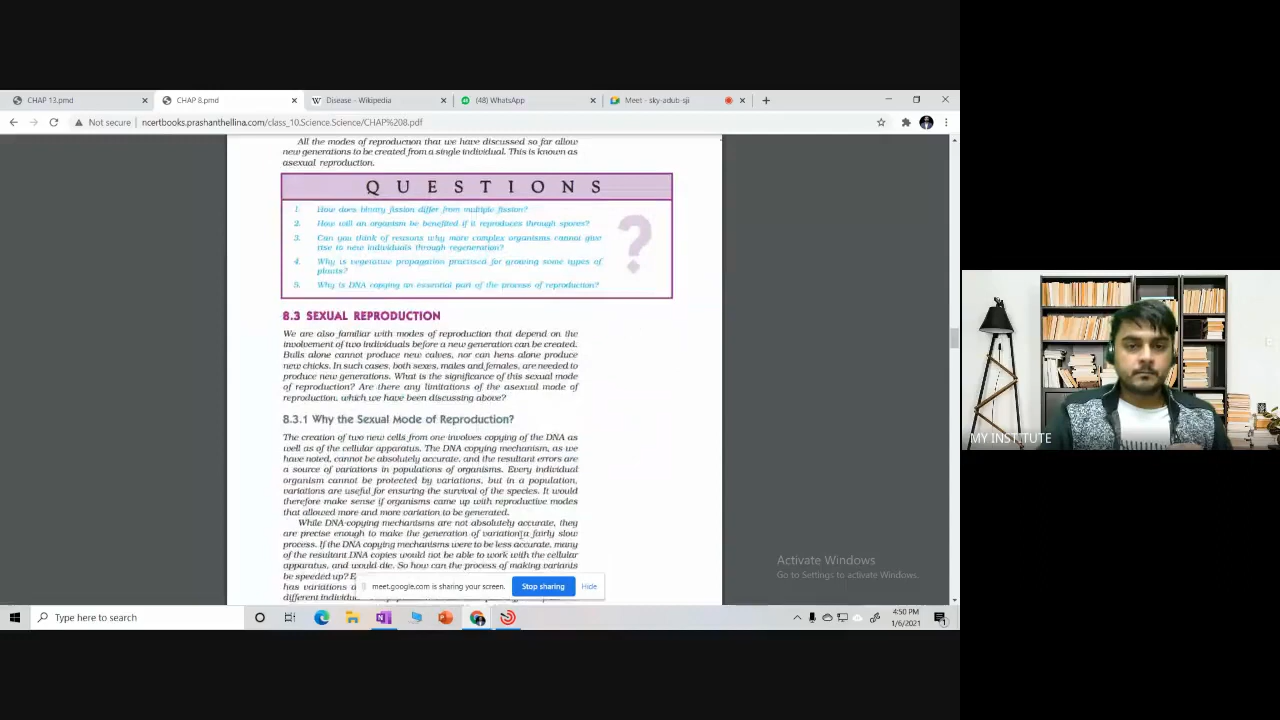 CHAP 13.pmd
CHAP 8.pmd
Disease - Wikipedia
(48) WhatsApp
Meet - sky-adub-sji
Not secure
ncertbooks.prashanthellina.com/class_10.Science.Science/CHAP%208.pdf
All the modes of reproduction that we have discussed so far allow
new generations to be created from a single individual. This is known as
asexual reproduction.
QUESTIONS
1. How does binary fission differ from multiple fission?
2. How will an organism be benefited if it reproduces through spores?
3. Can you think of reasons why more complex organisms cannot give
rise to new individuals through regeneration?
4. Why is vegetative propagation practised for growing some types of
plants?
5. Why is DNA copying an essential part of the process of reproduction?
8.3 SEXUAL REPRODUCTION
We are also familiar with modes of reproduction that depend on the
involvement of two individuals before a new generation can be created.
Bulls alone cannot produce new calves, nor can hens alone produce
new chicks. In such cases, both sexes, males and females, are needed to
produce new generations. What is the significance of this sexual mode
of reproduction? Are there any limitations of the asexual mode of
reproduction, which we have been discussing above?
8.3.1 Why the Sexual Mode of Reproduction?
The creation of two new cells from one involves copying of the DNA as
well as of the cellular apparatus. The DNA copying mechanism, as we
have noted, cannot be absolutely accurate, and the resultant errors are
a source of variations in populations of organisms. Every individual
organism cannot be protected by variations, but in a population,
variations are useful for ensuring the survival of the species. It would
therefore make sense if organisms came up with reproductive modes
that allowed more and more variation to be generated.
While DNA-copying mechanisms are not absolutely accurate, they
are precise enough to make the generation of variation a fairly slow
process. If the DNA copying mechanisms were to be less accurate, many
of the resultant DNA copies would not be able to work with the cellular
apparatus, and would die. So how can the process of making variants
be speeded up?
has variations
different
meet.google.com is sharing your screen.
Stop sharing
Hide
Activate Windows
Go to Settings to activate Windows.
MY INSTITUTE
Type here to search
4:50 PM
1/6/2021